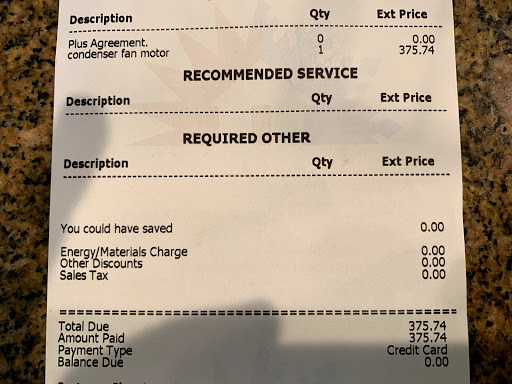 Description Qty Ext Price
Plus Agreement. 0 0.00
condenser fan motor 1 375.74
RECOMMENDED SERVICE
Description Qty Ext Price
REQUIRED OTHER
Description Qty Ext Price
You could have saved 0.00
Energy/Materials Charge 0.00
Other Discounts 0.00
Sales Tax 0.00
Total Due 375.74
Amount Paid 375.74
Payment Type Credit Card
Balance Due 0.00